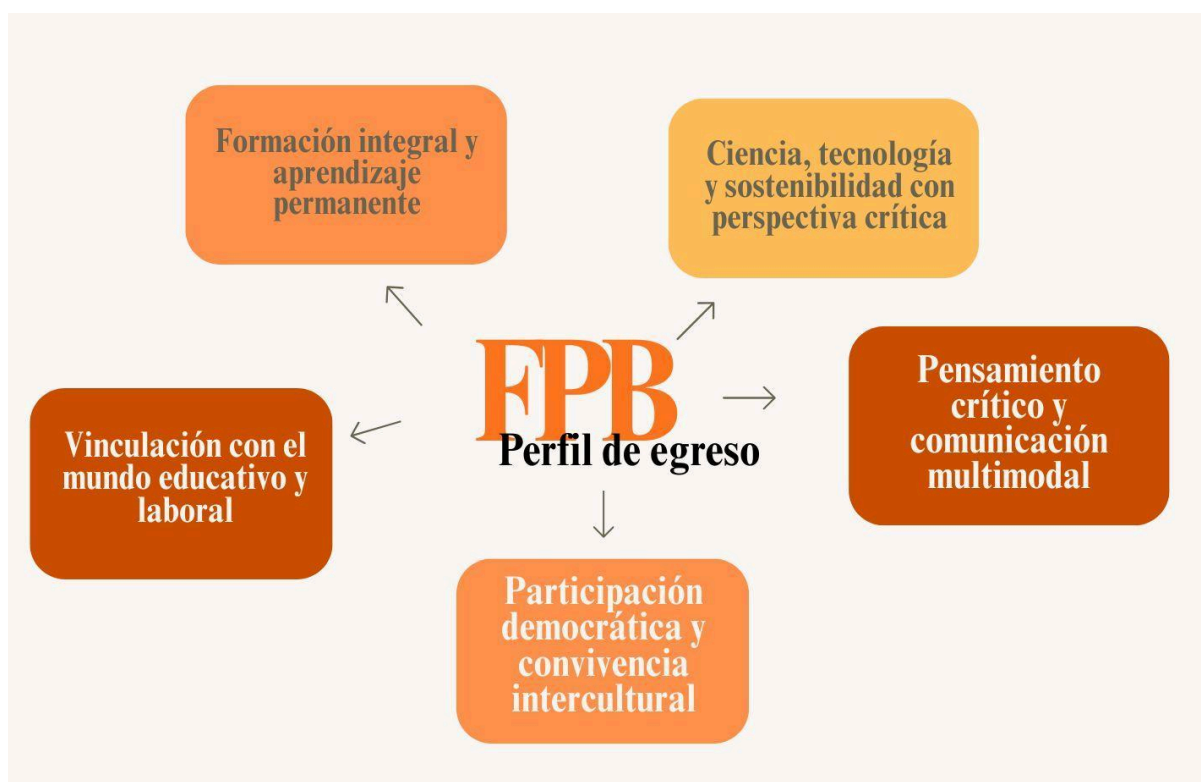 Formación integral y
aprendizaje
permanente
Ciencia, tecnología
y sostenibilidad con
perspectiva crítica
FPB
Perfil de egreso
Pensamiento
crítico y
comunicación
multimodal
Vinculación con el
mundo educativo y
laboral
Participación
democrática y
convivencia
intercultural